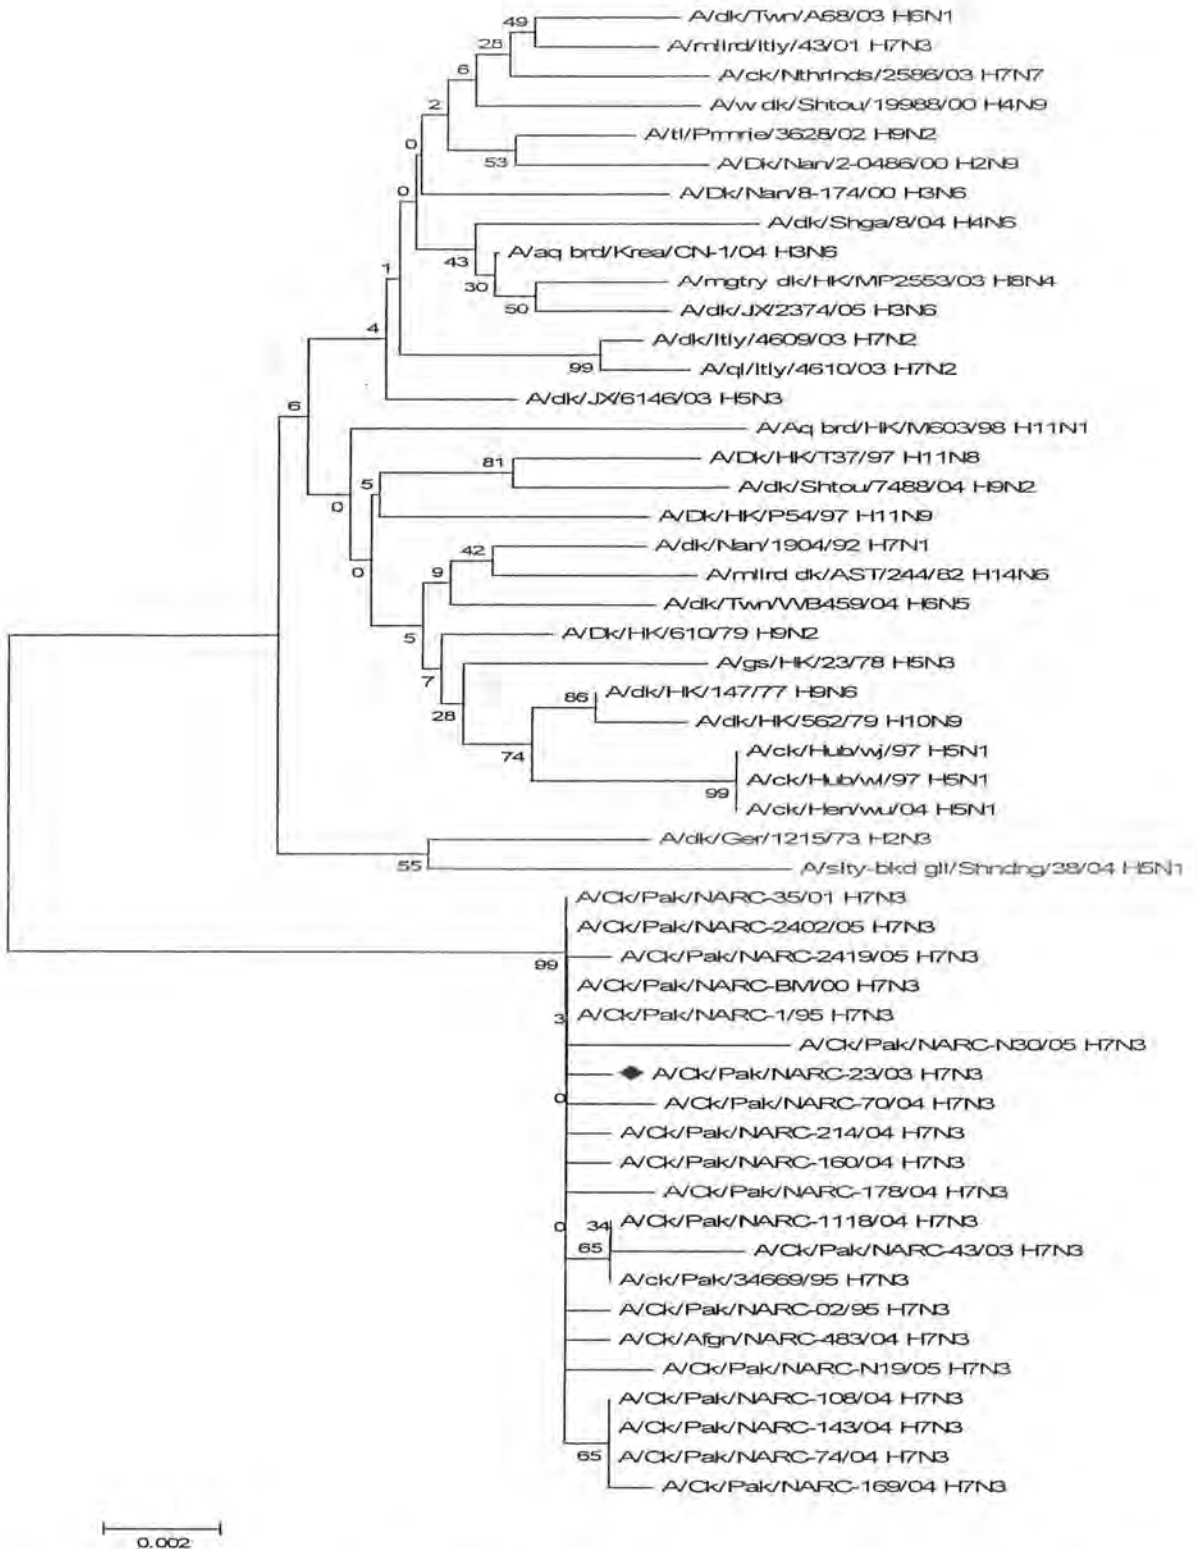 49
A/dk/Twn/A68/03 H6N1
28
A/mllrd/Itly/43/01 H7N3
6
A/ck/Nthrlnds/2586/03 H7N7
2
A/w dk/Shtou/19988/00 H4N9
0
A/tl/Prmrie/3628/02 H9N2
53
A/Dk/Nan/2-0486/00 H2N9
0
A/Dk/Nan/8-174/00 H3N6
A/dk/Shga/8/04 H4N6
43
A/aq brd/Krea/CN-1/04 H3N6
1
30
A/mgtry dk/HK/MP2553/03 H8N4
50
A/dk/JX/2374/05 H3N6
4
A/dk/Itly/4609/03 H7N2
99
A/ql/Itly/4610/03 H7N2
6
A/dk/JX/6146/03 H5N3
A/Aq brd/HK/M603/98 H11N1
81
A/Dk/HK/T37/97 H11N8
5
A/dk/Shtou/7488/04 H9N2
0
A/Dk/HK/P54/97 H11N9
42
A/dk/Nan/1904/92 H7N1
0
9
A/mllrd dk/AST/244/82 H14N6
A/dk/Twn/WB459/04 H6N5
5
A/Dk/HK/610/79 H9N2
7
A/gs/HK/23/78 H5N3
86
A/dk/HK/147/77 H9N6
28
A/dk/HK/562/79 H10N9
74
A/ck/Hub/wj/97 H5N1
A/ck/Hub/wl/97 H5N1
99
A/ck/Hen/wu/04 H5N1
A/dk/Ger/1215/73 H2N3
55
A/slty-bkd gll/Shndng/38/04 H5N1
A/Ck/Pak/NARC-35/01 H7N3
A/Ck/Pak/NARC-2402/05 H7N3
99
A/Ck/Pak/NARC-2419/05 H7N3
A/Ck/Pak/NARC-BM/00 H7N3
3
A/Ck/Pak/NARC-1/95 H7N3
A/Ck/Pak/NARC-N30/05 H7N3
A/Ck/Pak/NARC-23/03 H7N3
0
A/Ck/Pak/NARC-70/04 H7N3
A/Ck/Pak/NARC-214/04 H7N3
A/Ck/Pak/NARC-160/04 H7N3
A/Ck/Pak/NARC-178/04 H7N3
0
34
A/Ck/Pak/NARC-1118/04 H7N3
65
A/Ck/Pak/NARC-43/03 H7N3
A/ck/Pak/34669/95 H7N3
A/Ck/Pak/NARC-02/95 H7N3
A/Ck/Afgn/NARC-483/04 H7N3
A/Ck/Pak/NARC-N19/05 H7N3
A/Ck/Pak/NARC-108/04 H7N3
A/Ck/Pak/NARC-143/04 H7N3
65
A/Ck/Pak/NARC-74/04 H7N3
A/Ck/Pak/NARC-169/04 H7N3
0.002